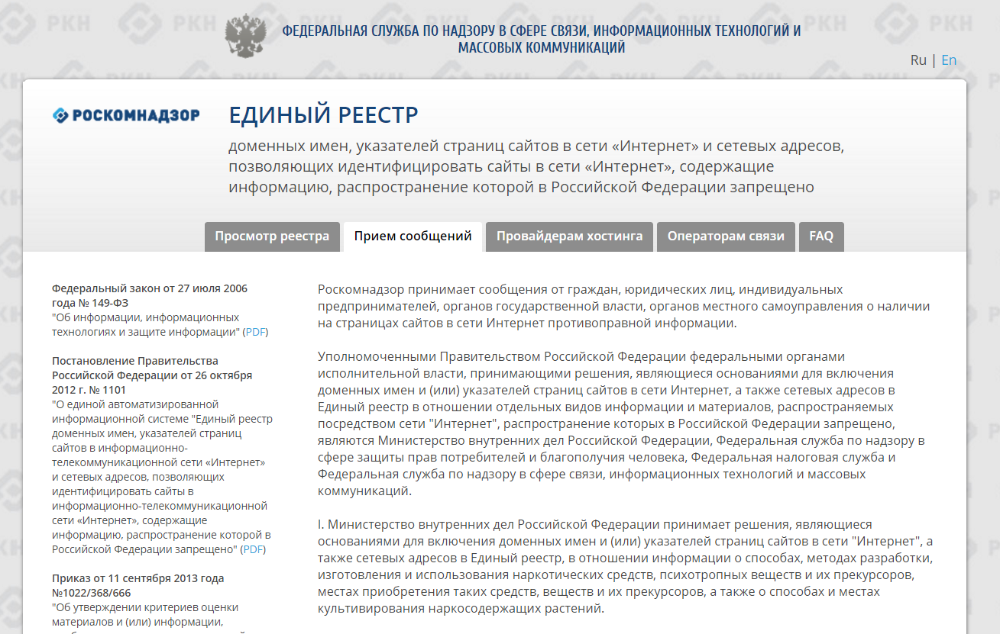 РКН РКН РКН РКН РКН РКН РКН
ФЕДЕРАЛЬНАЯ СЛУЖБА ПО НАДЗОРУ В СФЕРЕ СВЯЗИ, ИНФОРМАЦИОННЫХ ТЕХНОЛОГИЙ И
МАССОВЫХ КОММУНИКАЦИЙ
Ru | En
РОСКОМНАДЗОР
ЕДИНЫЙ РЕЕСТР
доменных имен, указателей страниц сайтов в сети «Интернет» и сетевых адресов,
позволяющих идентифицировать сайты в сети «Интернет», содержащие
информацию, распространение которой в Российской Федерации запрещено
Просмотр реестра Прием сообщений Провайдерам хостинга Операторам связи FAQ
Федеральный закон от 27 июля 2006
года № 149-ФЗ
"Об информации, информационных
технологиях и защите информации" (PDF)
Постановление Правительства
Российской Федерации от 26 октября
2012 г. № 1101
"О единой автоматизированной
информационной системе "Единый реестр
доменных имен, указателей страниц
сайтов в информационно-
телекоммуникационной сети «Интернет»
и сетевых адресов, позволяющих
идентифицировать сайты в
информационно-телекоммуникационной
сети «Интернет», содержащие
информацию, распространение которой в
Российской Федерации запрещено" (PDF)
Приказ от 11 сентября 2013 года
№1022/368/666
"Об утверждении критериев оценки
материалов и (или) информации,
Роскомнадзор принимает сообщения от граждан, юридических лиц, индивидуальных
предпринимателей, органов государственной власти, органов местного самоуправления о наличии
на страницах сайтов в сети Интернет противоправной информации.
Уполномоченными Правительством Российской Федерации федеральными органами
исполнительной власти, принимающими решения, являющиеся основаниями для включения
доменных имен и (или) указателей страниц сайтов в сети Интернет, а также сетевых адресов в
Единый реестр в отношении отдельных видов информации и материалов, распространяемых
посредством сети "Интернет", распространение которых в Российской Федерации запрещено,
являются Министерство внутренних дел Российской Федерации, Федеральная служба по надзору в
сфере защиты прав потребителей и благополучия человека, Федеральная налоговая служба и
Федеральная служба по надзору в сфере связи, информационных технологий и массовых
коммуникаций.
I. Министерство внутренних дел Российской Федерации принимает решения, являющиеся
основаниями для включения доменных имен и (или) указателей страниц сайтов в сети "Интернет", а
также сетевых адресов в Единый реестр, в отношении информации о способах, методах разработки,
изготовления и использования наркотических средств, психотропных веществ и их прекурсоров,
местах приобретения таких средств, веществ и их прекурсоров, а также о способах и местах
культивирования наркосодержащих растений.